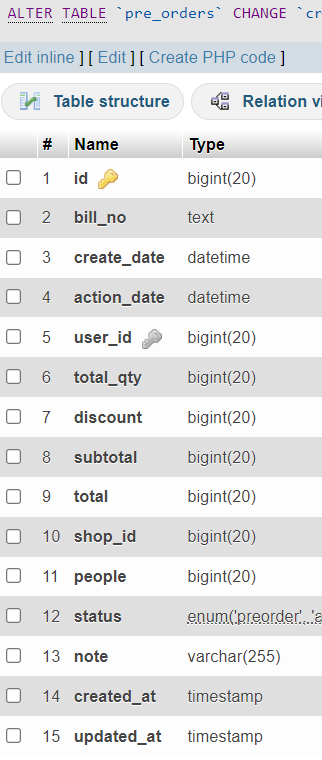 ALTER TABLE `pre_orders` CHANGE `cr
Edit inline ] [ Edit ] [ Create PHP code ]
Table structure Relation vi
# Name Type
1 id bigint(20)
2 bill_no text
3 create_date datetime
4 action_date datetime
5 user_id bigint(20)
6 total_qty bigint(20)
7 discount bigint(20)
8 subtotal bigint(20)
9 total bigint(20)
10 shop_id bigint(20)
11 people bigint(20)
12 status enum('preorder', 'a
13 note varchar(255)
14 created_at timestamp
15 updated_at timestamp